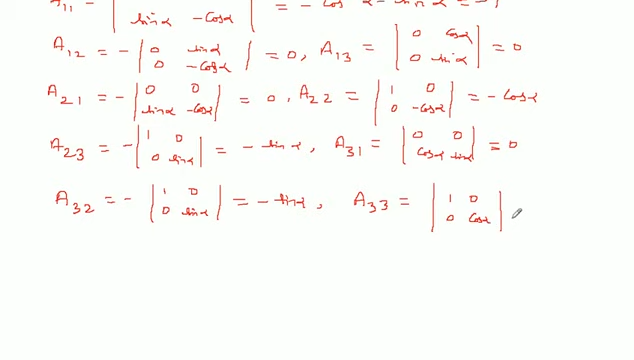 A₁₁ = | sinα -cosα | = - cos α - sin α = -1
A₁₂ = - | 0 sinα 0 -cosα | = 0, A₁₃ = | 0 cosα 0 sinα | = 0
A₂₁ = - | 0 0 sinα -cosα | = 0, A₂₂ = | 1 0 0 -cosα | = - cosα
A₂₃ = - | 1 0 0 sinα | = - sinα, A₃₁ = | 0 0 cosα sinα | = 0
A₃₂ = - | 1 0 0 sinα | = - sinα, A₃₃ = | 1 0 0 cosα |